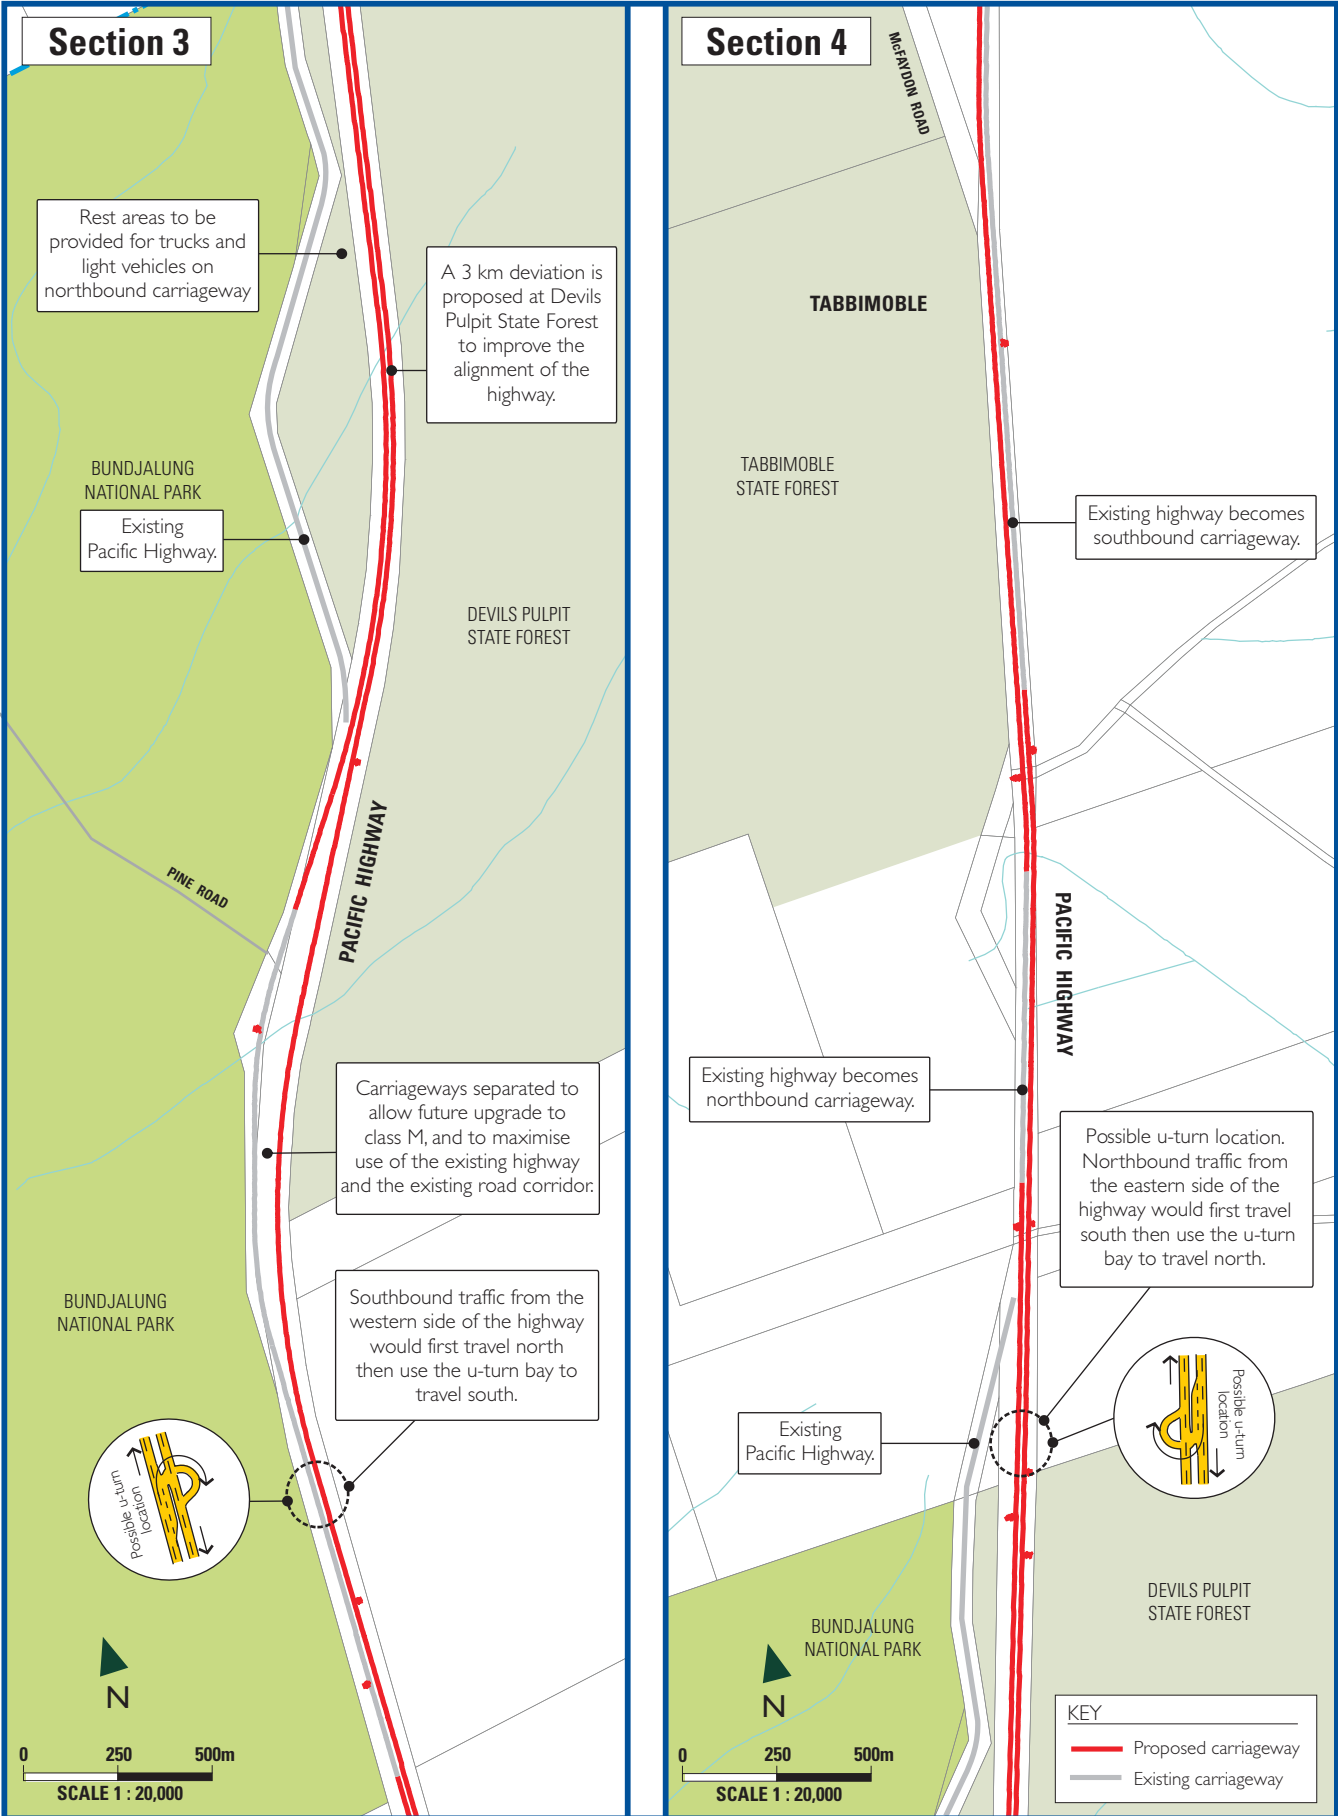 Section 3
Rest areas to be
provided for trucks and
light vehicles on
northbound carriageway
A 3 km deviation is
proposed at Devils
Pulpit State Forest
to improve the
alignment of the
highway.
BUNDJALUNG
NATIONAL PARK
Existing
Pacific Highway.
DEVILS PULPIT
STATE FOREST
PINE ROAD
PACIFIC HIGHWAY
Carriageways separated to
allow future upgrade to
class M, and to maximise
use of the existing highway
and the existing road corridor.
BUNDJALUNG
NATIONAL PARK
Southbound traffic from the
western side of the highway
would first travel north
then use the u-turn bay to
travel south.
Possible u-turn
location
N
0 250 500m
SCALE 1 : 20,000
Section 4
McFAYDON ROAD
TABBIMOBLE
TABBIMOBLE
STATE FOREST
Existing highway becomes
southbound carriageway.
PACIFIC HIGHWAY
Existing highway becomes
northbound carriageway.
Possible u-turn location.
Northbound traffic from
the eastern side of the
highway would first travel
south then use the u-turn
bay to travel north.
Possible u-turn
location
Existing
Pacific Highway.
DEVILS PULPIT
STATE FOREST
BUNDJALUNG
NATIONAL PARK
N
0 250 500m
SCALE 1 : 20,000
KEY
Proposed carriageway
Existing carriageway